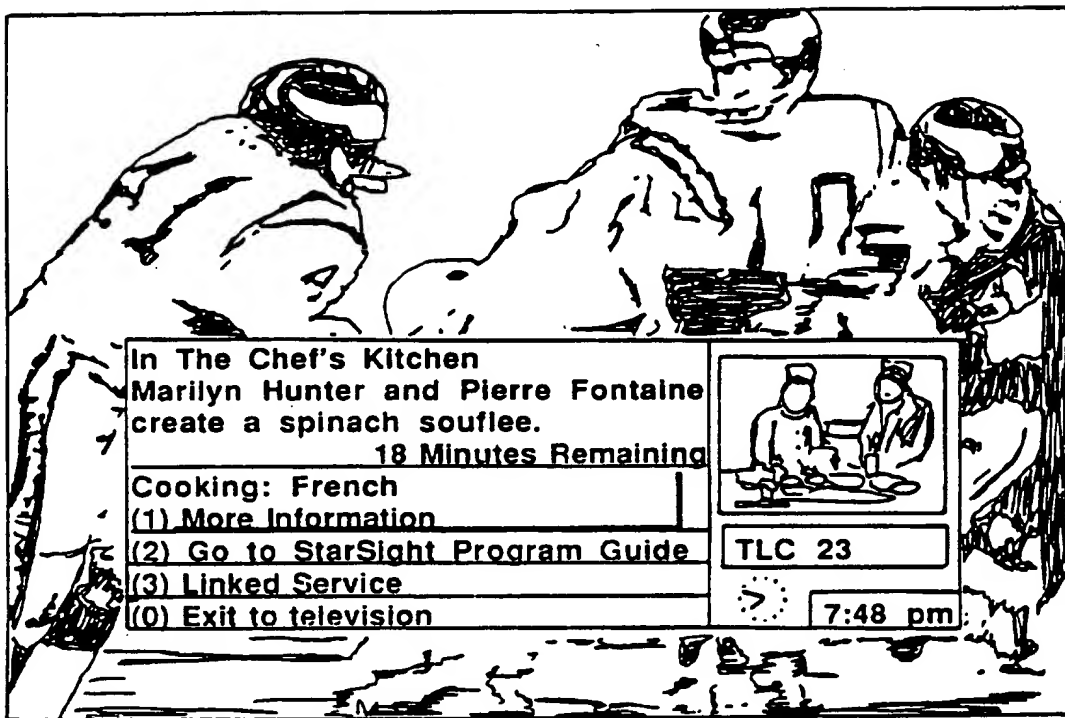 In The Chef's Kitchen
Marilyn Hunter and Pierre Fontaine
create a spinach souflee.
18 Minutes Remaining
Cooking: French
(1) More Information
(2) Go to StarSight Program Guide
(3) Linked Service
(0) Exit to television
TLC 23
7:48 pm